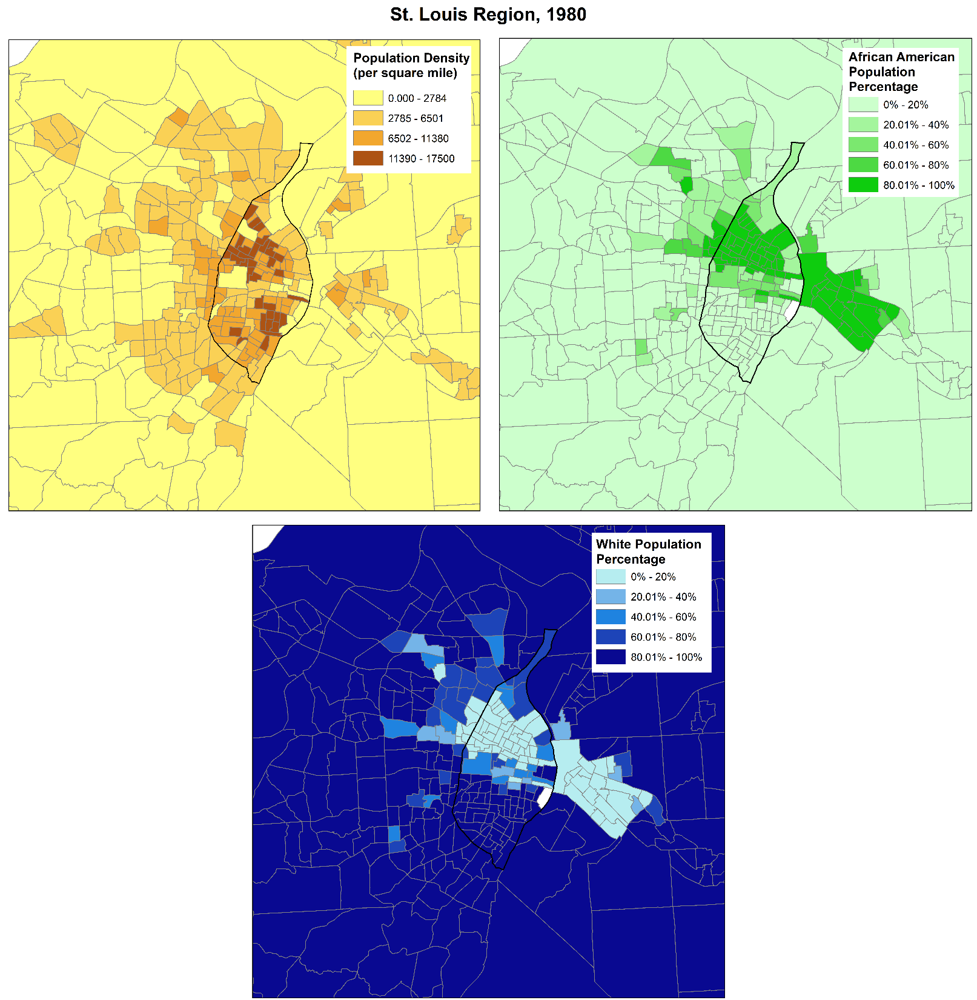 St. Louis Region, 1980
Population Density
(per square mile)
0.000 - 2784
2785 - 6501
6502 - 11380
11390 - 17500
African American
Population
Percentage
0% - 20%
20.01% - 40%
40.01% - 60%
60.01% - 80%
80.01% - 100%
White Population
Percentage
0% - 20%
20.01% - 40%
40.01% - 60%
60.01% - 80%
80.01% - 100%